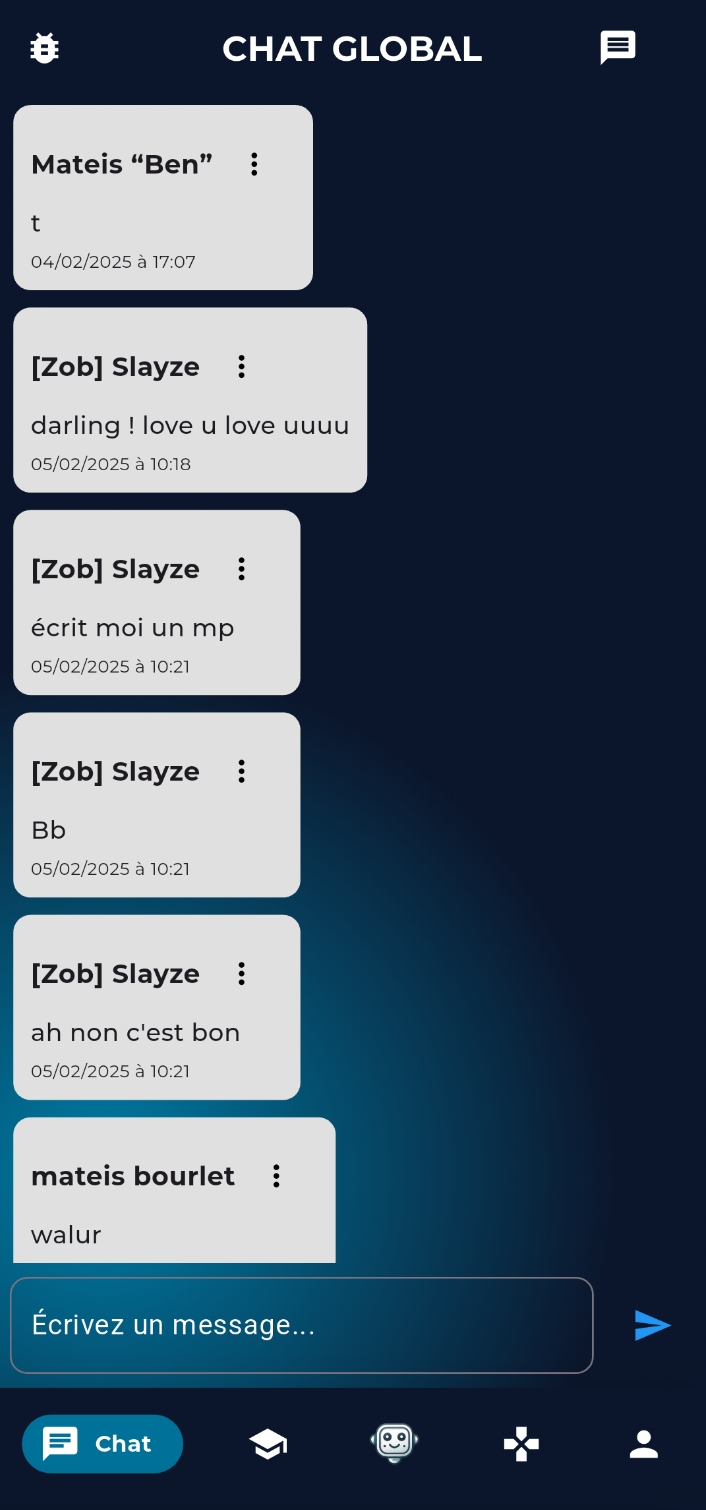 CHAT GLOBAL
Mateis “Ben”
t
04/02/2025 à 17:07
[Zob] Slayze
darling ! love u love uuuu
05/02/2025 à 10:18
[Zob] Slayze
écrit moi un mp
05/02/2025 à 10:21
[Zob] Slayze
Bb
05/02/2025 à 10:21
[Zob] Slayze
ah non c'est bon
05/02/2025 à 10:21
mateis bourlet
walur
Écrivez un message...
Chat